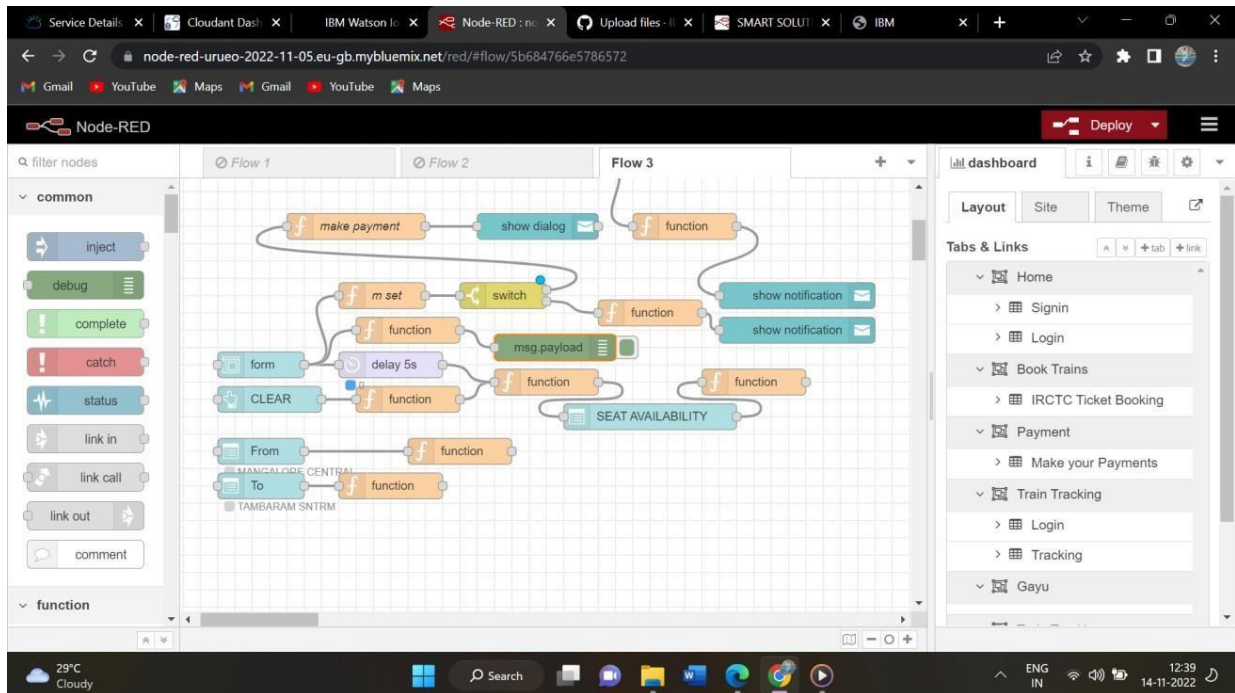 Service Details
Cloudant Dash
IBM Watson Io
Node-RED : no
Upload files · I
SMART SOLUT
IBM
node-red-urueo-2022-11-05.eu-gb.mybluemix.net/red/#flow/5b684766e5786572
Gmail YouTube Maps Gmail YouTube Maps
Node-RED
Deploy
filter nodes
Flow 1
Flow 2
Flow 3
dashboard
common
inject
debug
complete
catch
status
link in
link call
link out
comment
function
make payment
show dialog
function
m set
switch
show notification
function
function
show notification
msg.payload
form
delay 5s
0
function
function
CLEAR
function
SEAT AVAILABILITY
From
function
MANGALORE CENTRAL
To
function
TAMBARAM SNTRM
Layout
Site
Theme
Tabs & Links
+tab
+link
Home
Signin
Login
Book Trains
IRCTC Ticket Booking
Payment
Make your Payments
Train Tracking
Login
Tracking
Gayu
29°C
Cloudy
Search
ENG
IN
12:39
14-11-2022